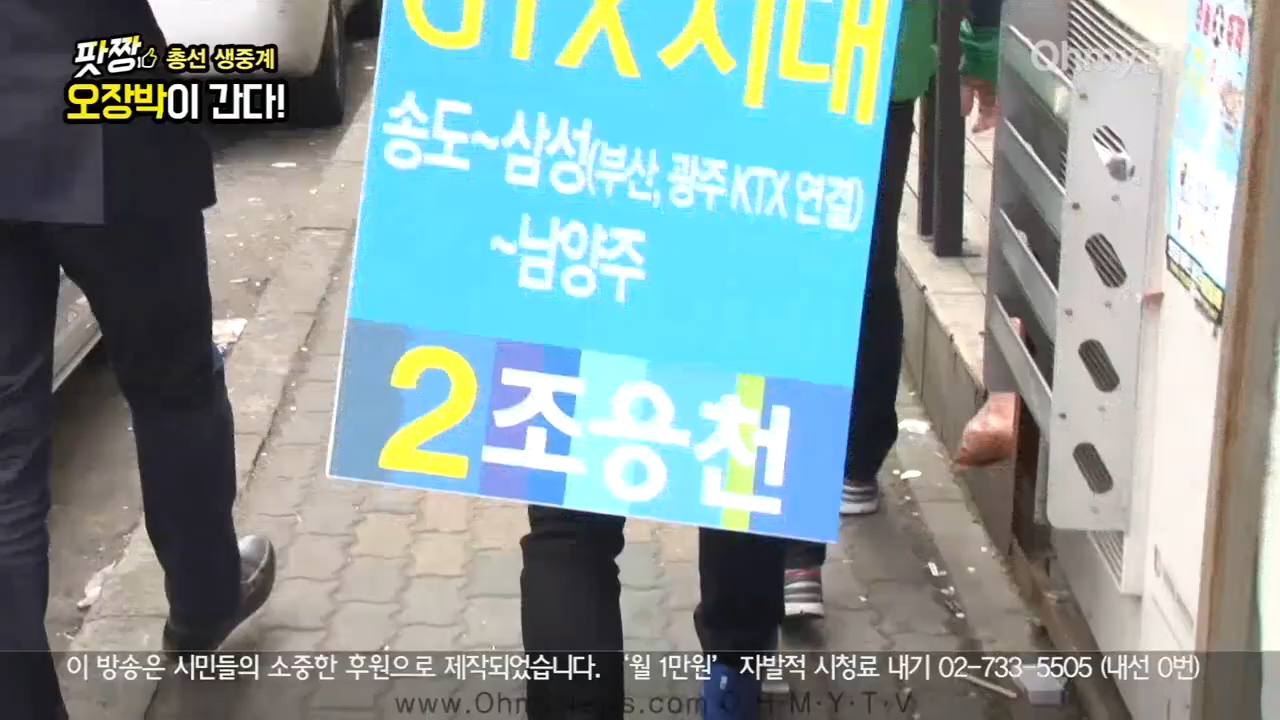 팟짱 총선 생중계
오장박이 간다!
GTX 시대
송도~삼성(부산, 광주 KTX 연결)
~남양주
2 조응천
이 방송은 시민들의 소중한 후원으로 제작되었습니다. ‘월 1만원’ 자발적 시청료 내기 02-733-5505 (내선 0번)
www.OhmyNews.com O·H·M·Y·T·V